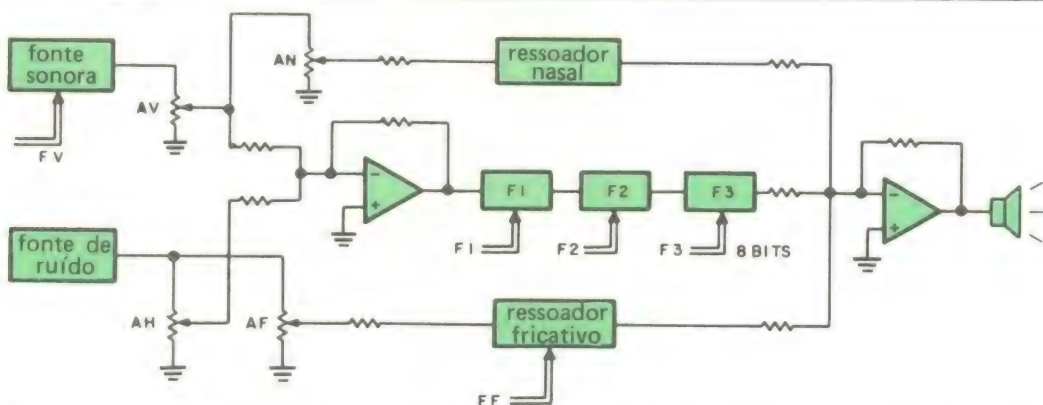 fonte
sonora
FV
AV
AN
ressoador
nasal
-
+
F1
F2
F3
F1
F2
F3
8 BITS
-
+
fonte de
ruído
AH
AF
ressoador
fricativo
FF